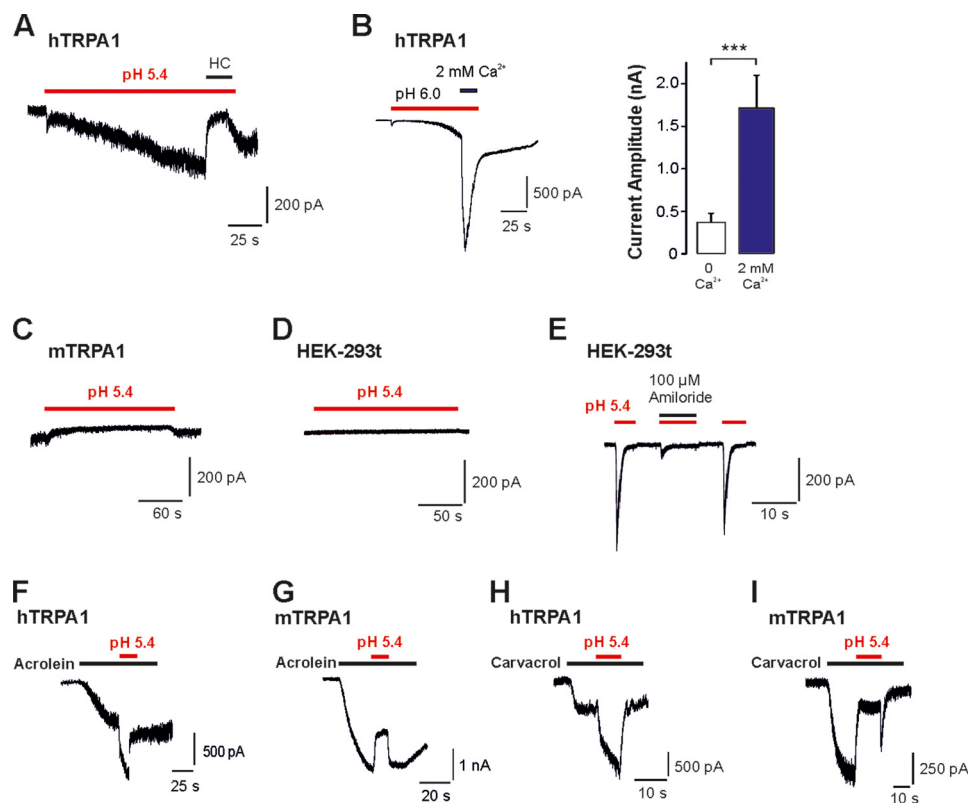 A
hTRPA1
HC
pH 5.4
200 pA
25 s
B
hTRPA1
2 mM Ca²⁺
pH 6.0
500 pA
25 s
***
Current Amplitude (nA)
2.0
1.5
1.0
0.5
0
0
Ca²⁺
2 mM
Ca²⁺
C
mTRPA1
pH 5.4
200 pA
60 s
D
HEK-293t
pH 5.4
200 pA
50 s
E
HEK-293t
100 µM
Amiloride
pH 5.4
200 pA
10 s
F
hTRPA1
pH 5.4
Acrolein
500 pA
25 s
G
mTRPA1
pH 5.4
Acrolein
1 nA
20 s
H
hTRPA1
pH 5.4
Carvacrol
500 pA
10 s
I
mTRPA1
pH 5.4
Carvacrol
250 pA
10 s